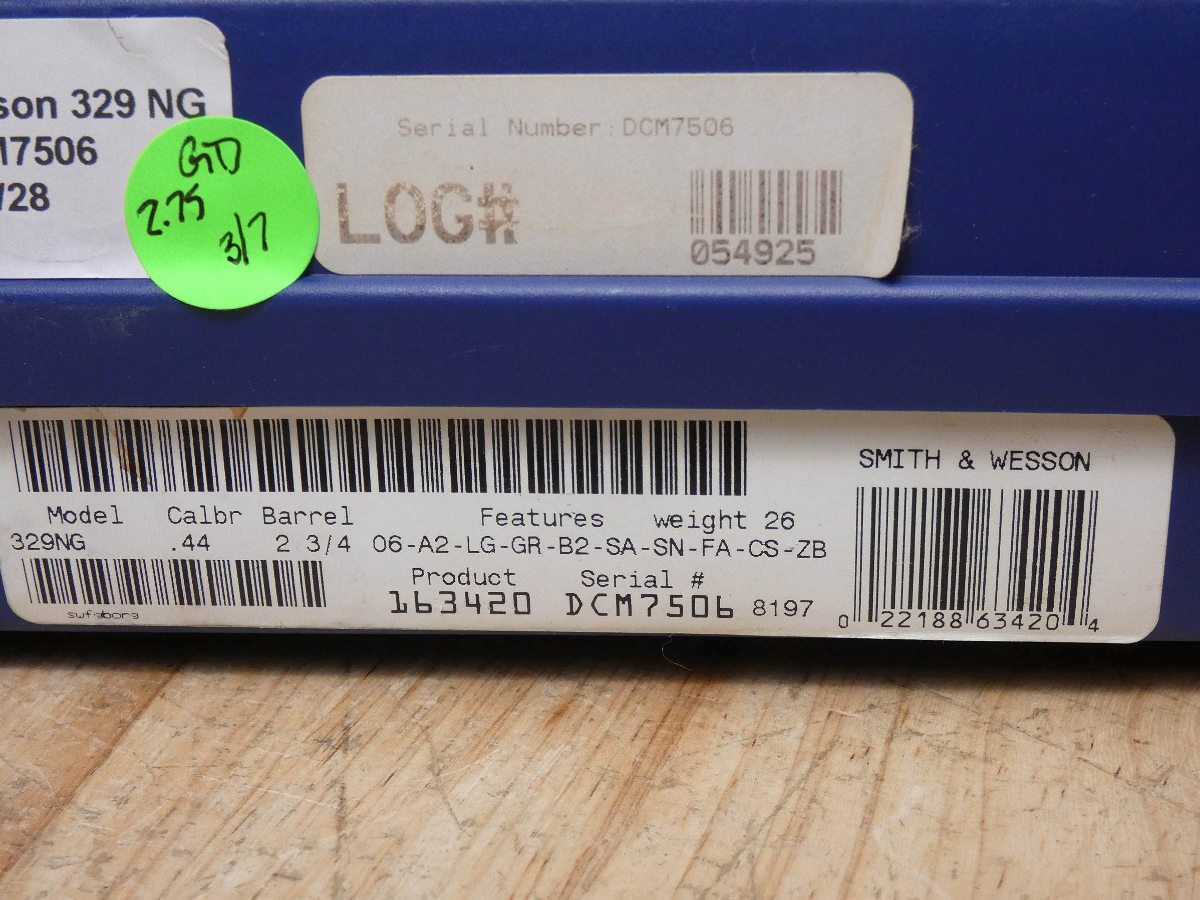 son 329 NG
M7506
/28
GD
2.75
3/7
Serial Number:DCM7506
LOG#
054925
SMITH & WESSON
Model Calbr Barrel Features weight 26
329NG .44 2 3/4 06-A2-LG-GR-B2-SA-SN-FA-CS-ZB
Product Serial #
163420 DCM7506 8197
0 22188 63420 4